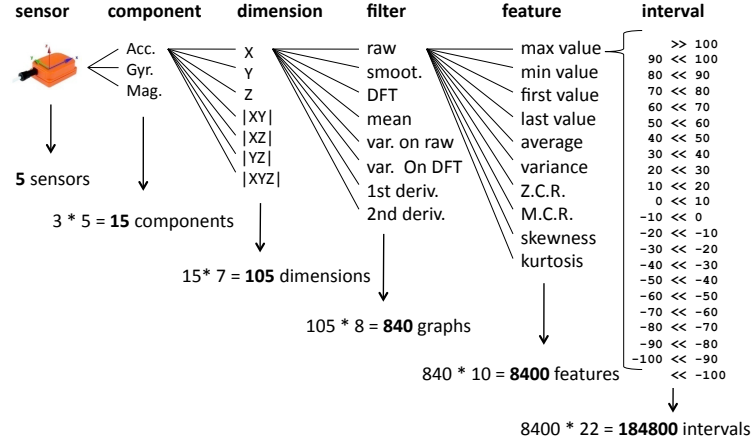 sensor component dimension filter feature interval
Acc.
Gyr.
Mag.
X
Y
Z
|XY|
|XZ|
|YZ|
|XYZ|
raw
smoot.
DFT
mean
var. on raw
var. On DFT
1st deriv.
2nd deriv.
max value
min value
first value
last value
average
variance
Z.C.R.
M.C.R.
skewness
kurtosis
>> 100
90 << 100
80 << 90
70 << 80
60 << 70
50 << 60
40 << 50
30 << 40
20 << 30
10 << 20
0 << 10
-10 << 0
-20 << -10
-30 << -20
-40 << -30
-50 << -40
-60 << -50
-70 << -60
-80 << -70
-90 << -80
-100 << -90
<< -100
5 sensors
3 * 5 = 15 components
15* 7 = 105 dimensions
105 * 8 = 840 graphs
840 * 10 = 8400 features
8400 * 22 = 184800 intervals